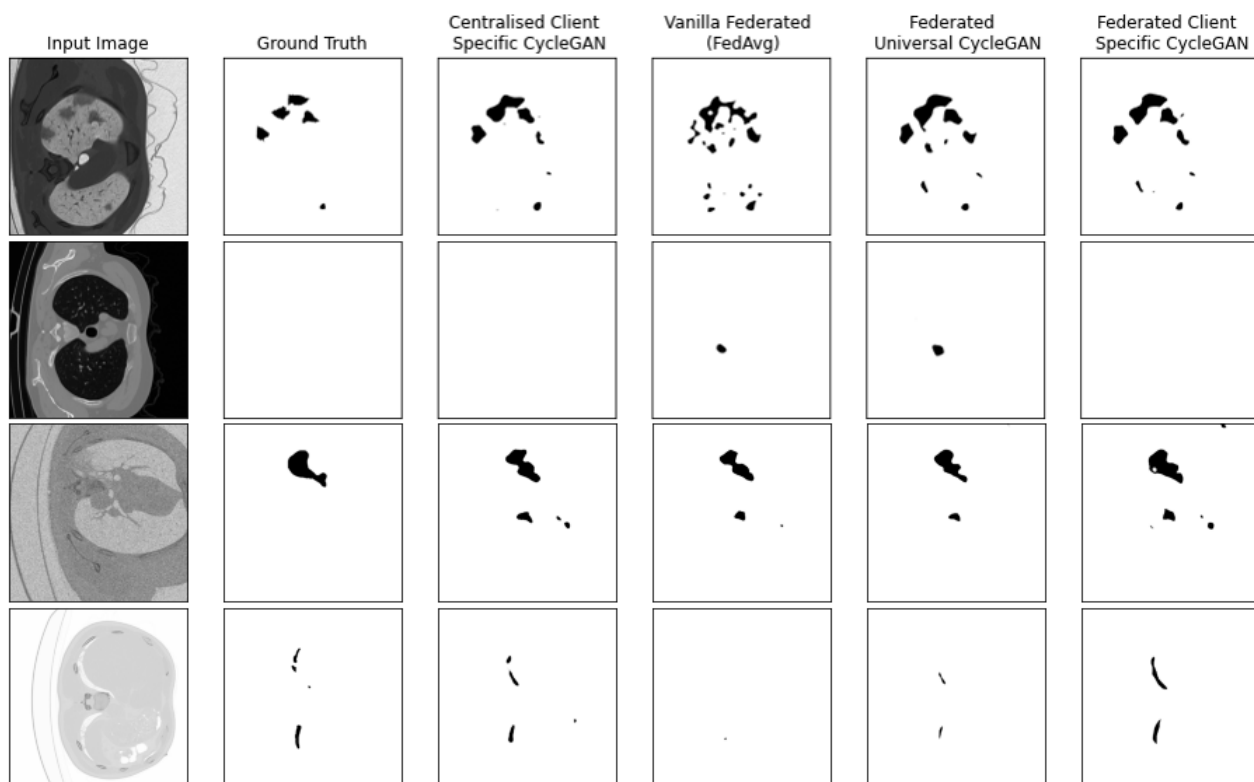 Input Image
Ground Truth
Centralised Client
Specific CycleGAN
Vanilla Federated
(FedAvg)
Federated
Universal CycleGAN
Federated Client
Specific CycleGAN